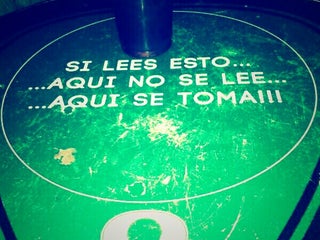 SI LEES ESTO...
...AQUI NO SE LEE...
...AQUI SE TOMA!!!